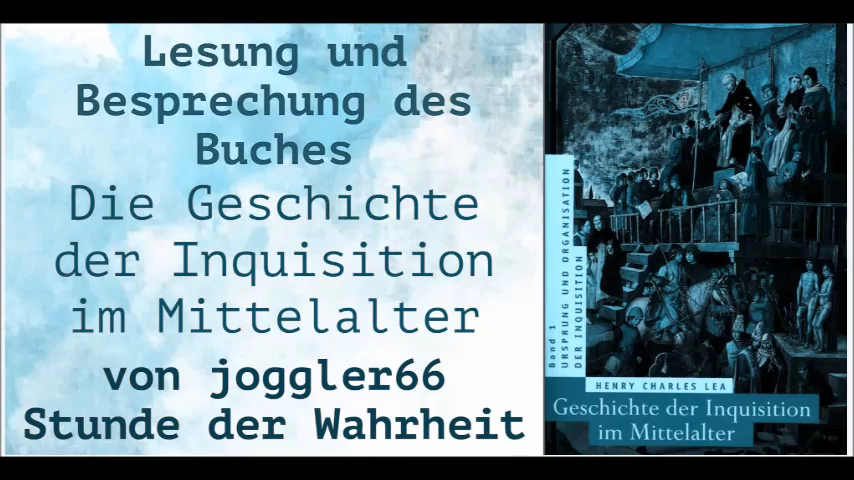 Lesung und
Besprechung des
Buches
Die Geschichte
der Inquisition
im Mittelalter
von joggler66
Stunde der Wahrheit
Band 1
URSPRUNG UND ORGANISATION
DER INQUISITION
HENRY CHARLES LEA
Geschichte der Inquisition
im Mittelalter